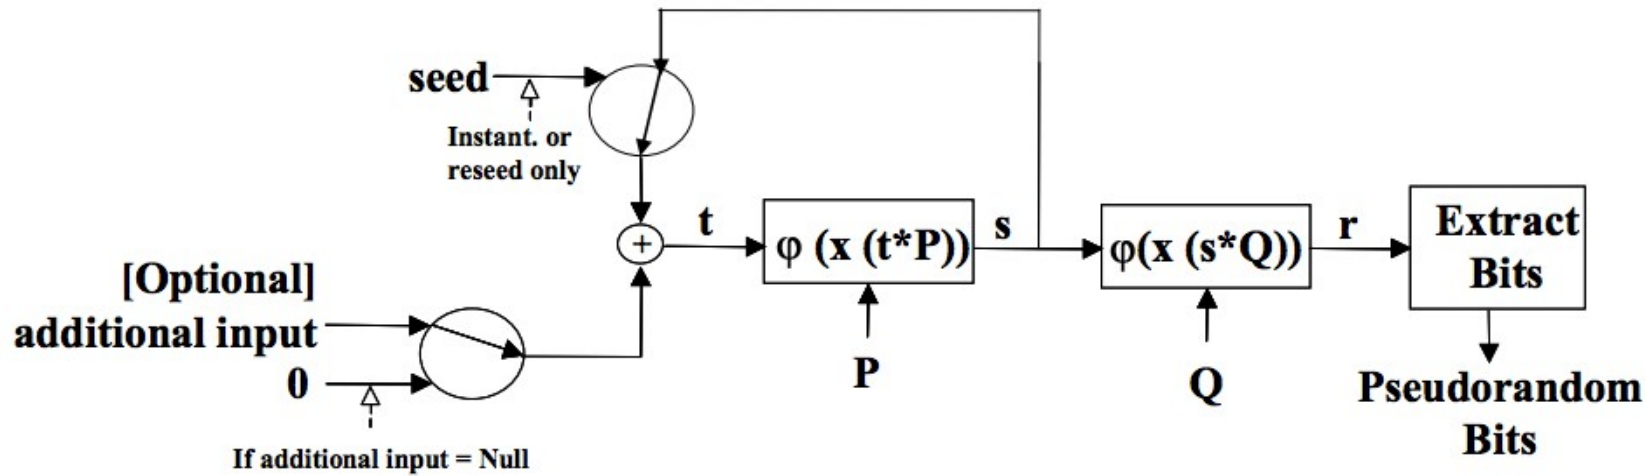 seed
Instant. or
reseed only
[Optional]
additional input
0
If additional input = Null
+
t
φ (x (t*P))
P
s
φ(x (s*Q))
Q
r
Extract
Bits
Pseudorandom
Bits